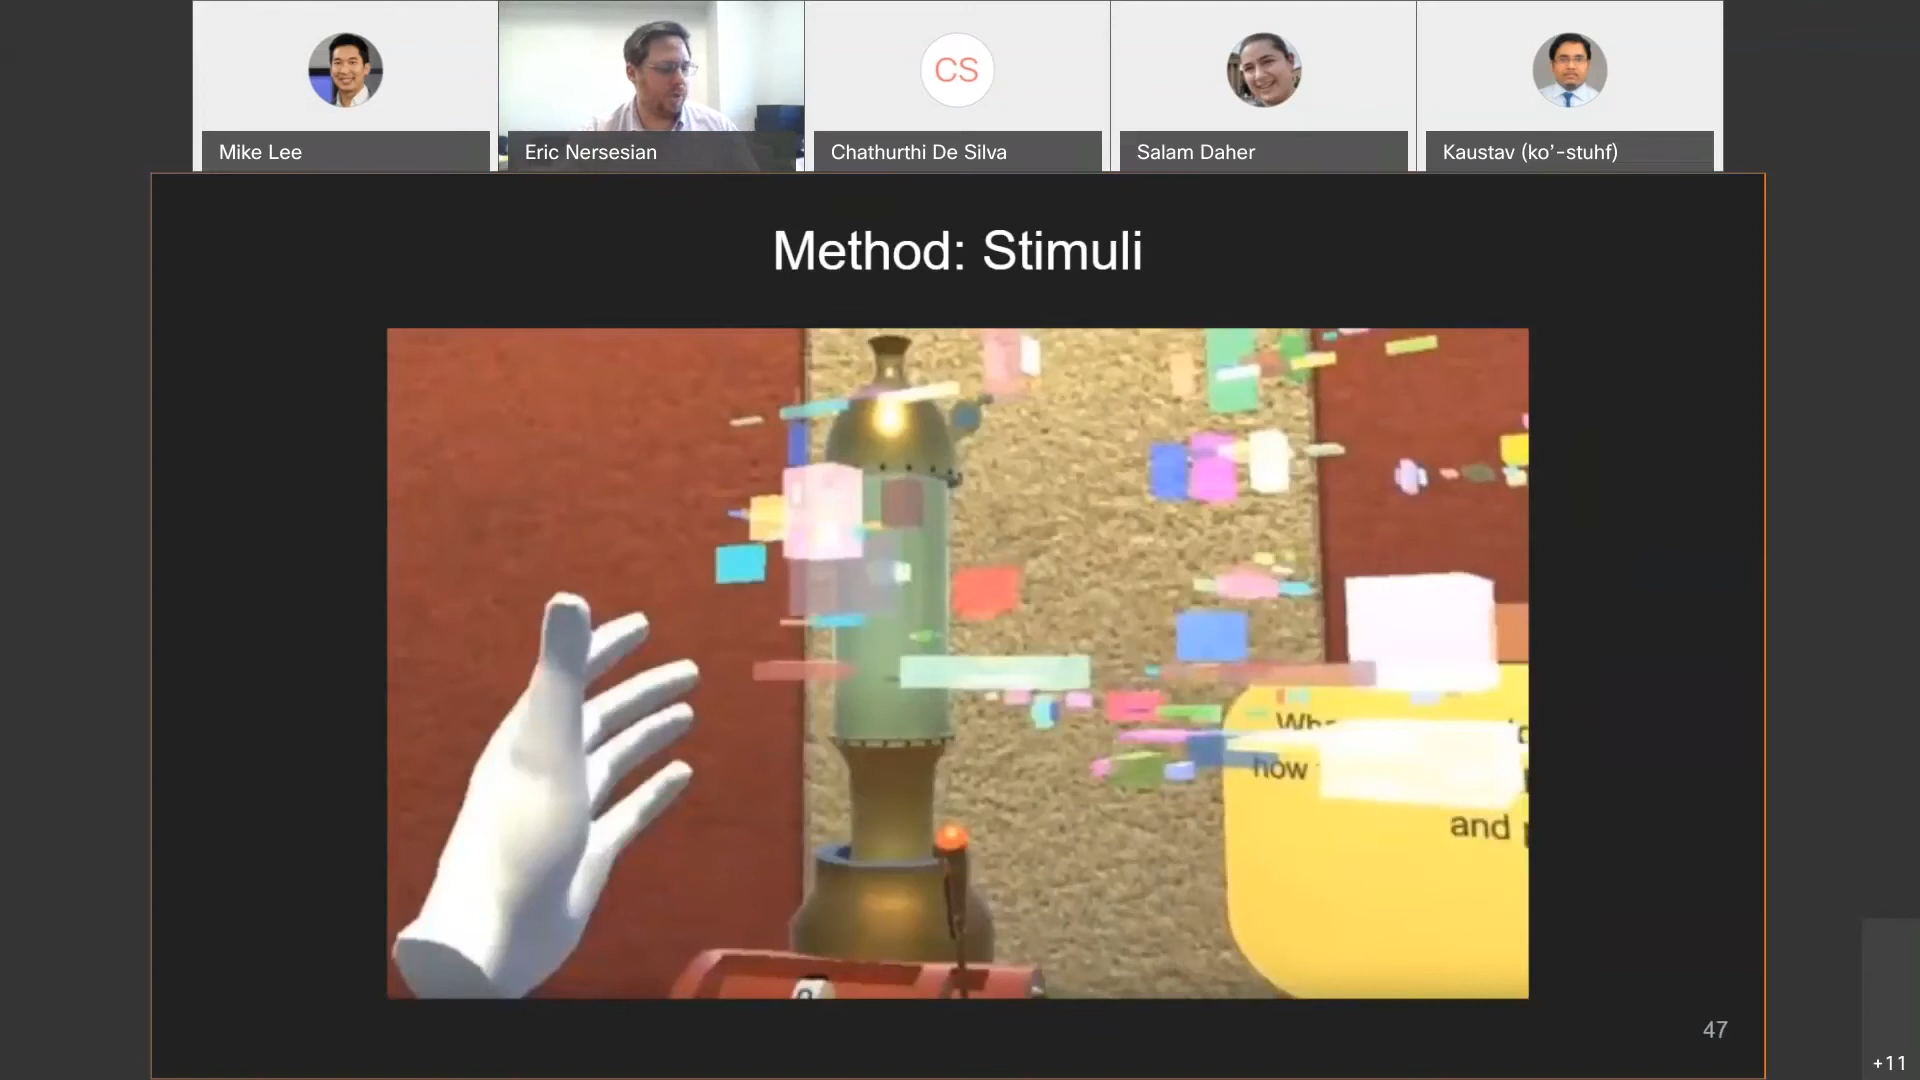 Mike Lee
Eric Nersesian
CS
Chathurthi De Silva
Salam Daher
Kaustav (ko’-stuhf)
Method: Stimuli
how
and
47
+11